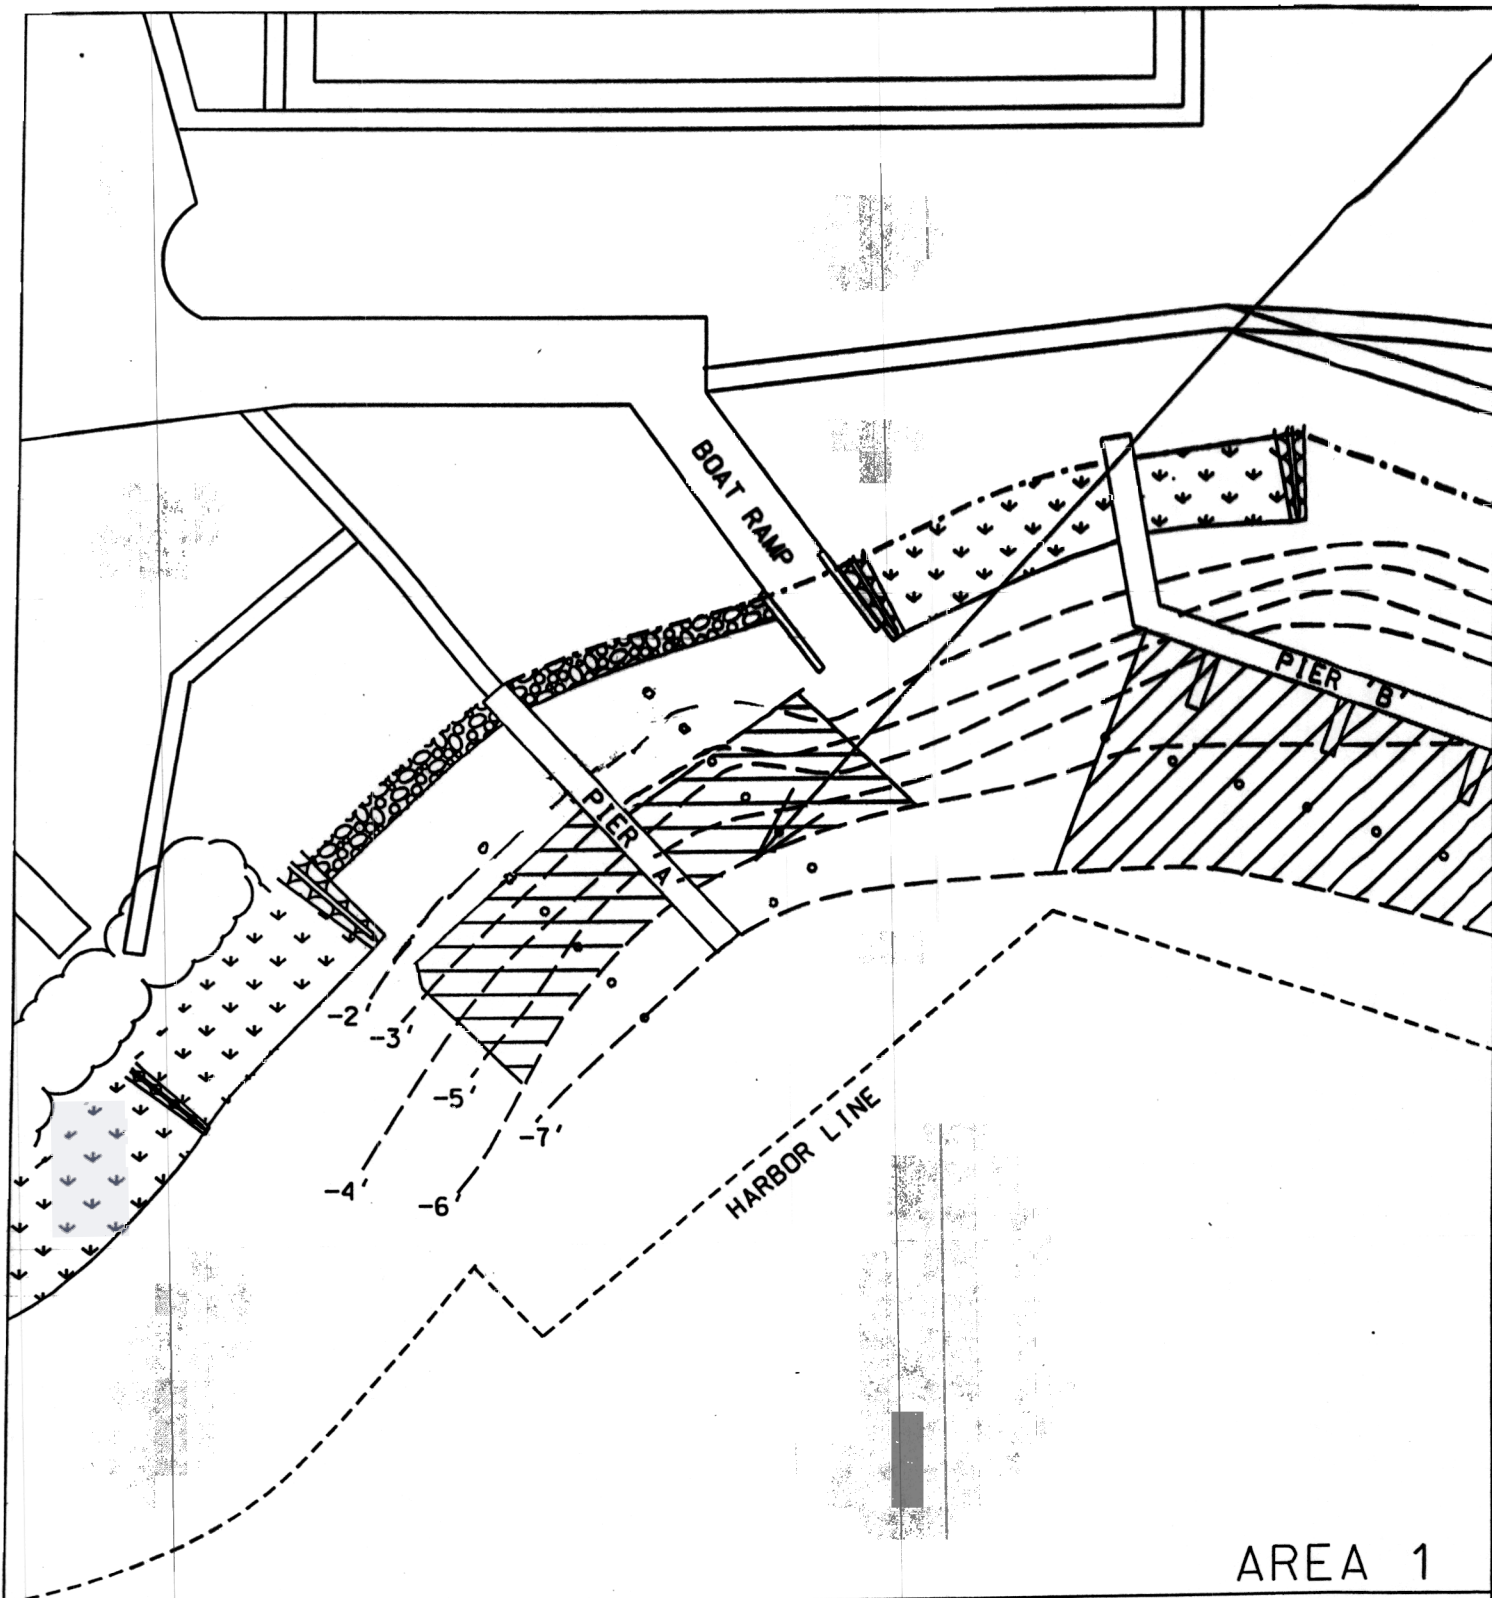 BOAT RAMP
PIER 'B'
PIER A
-2'
-3'
-5'
-7'
-4'
-6'
HARBOR LINE
AREA 1